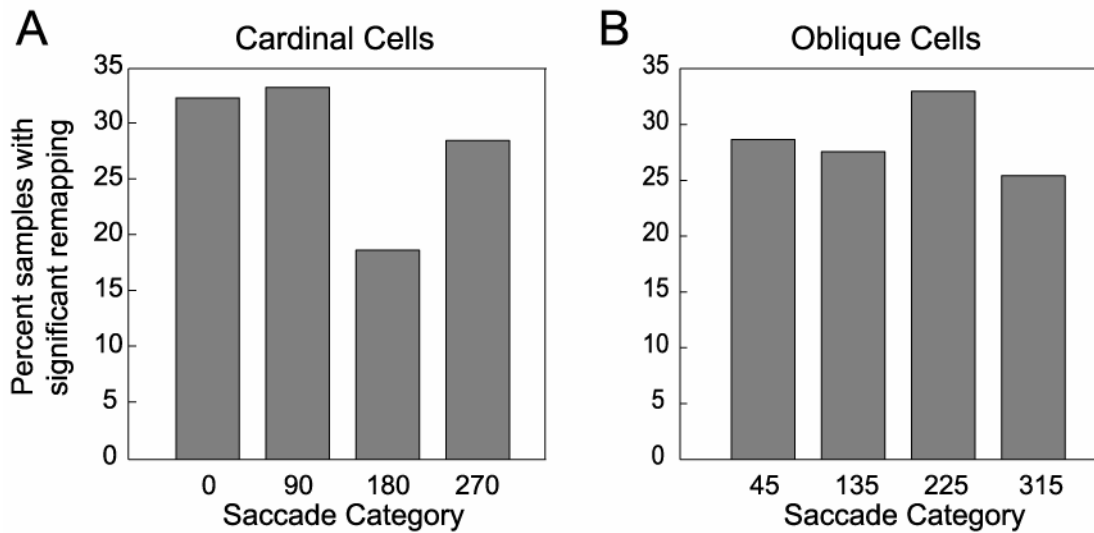 A
Cardinal Cells
Percent samples with
significant remapping
35
30
25
20
15
10
5
0
0 90 180 270
Saccade Category
B
Oblique Cells
35
30
25
20
15
10
5
0
45 135 225 315
Saccade Category